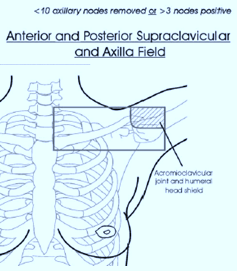 <10 axillary nodes removed or >3 nodes positive
Anterior and Posterior Supraclavicular
and Axilla Field
Acromioclavicular
joint and humeral
head shield